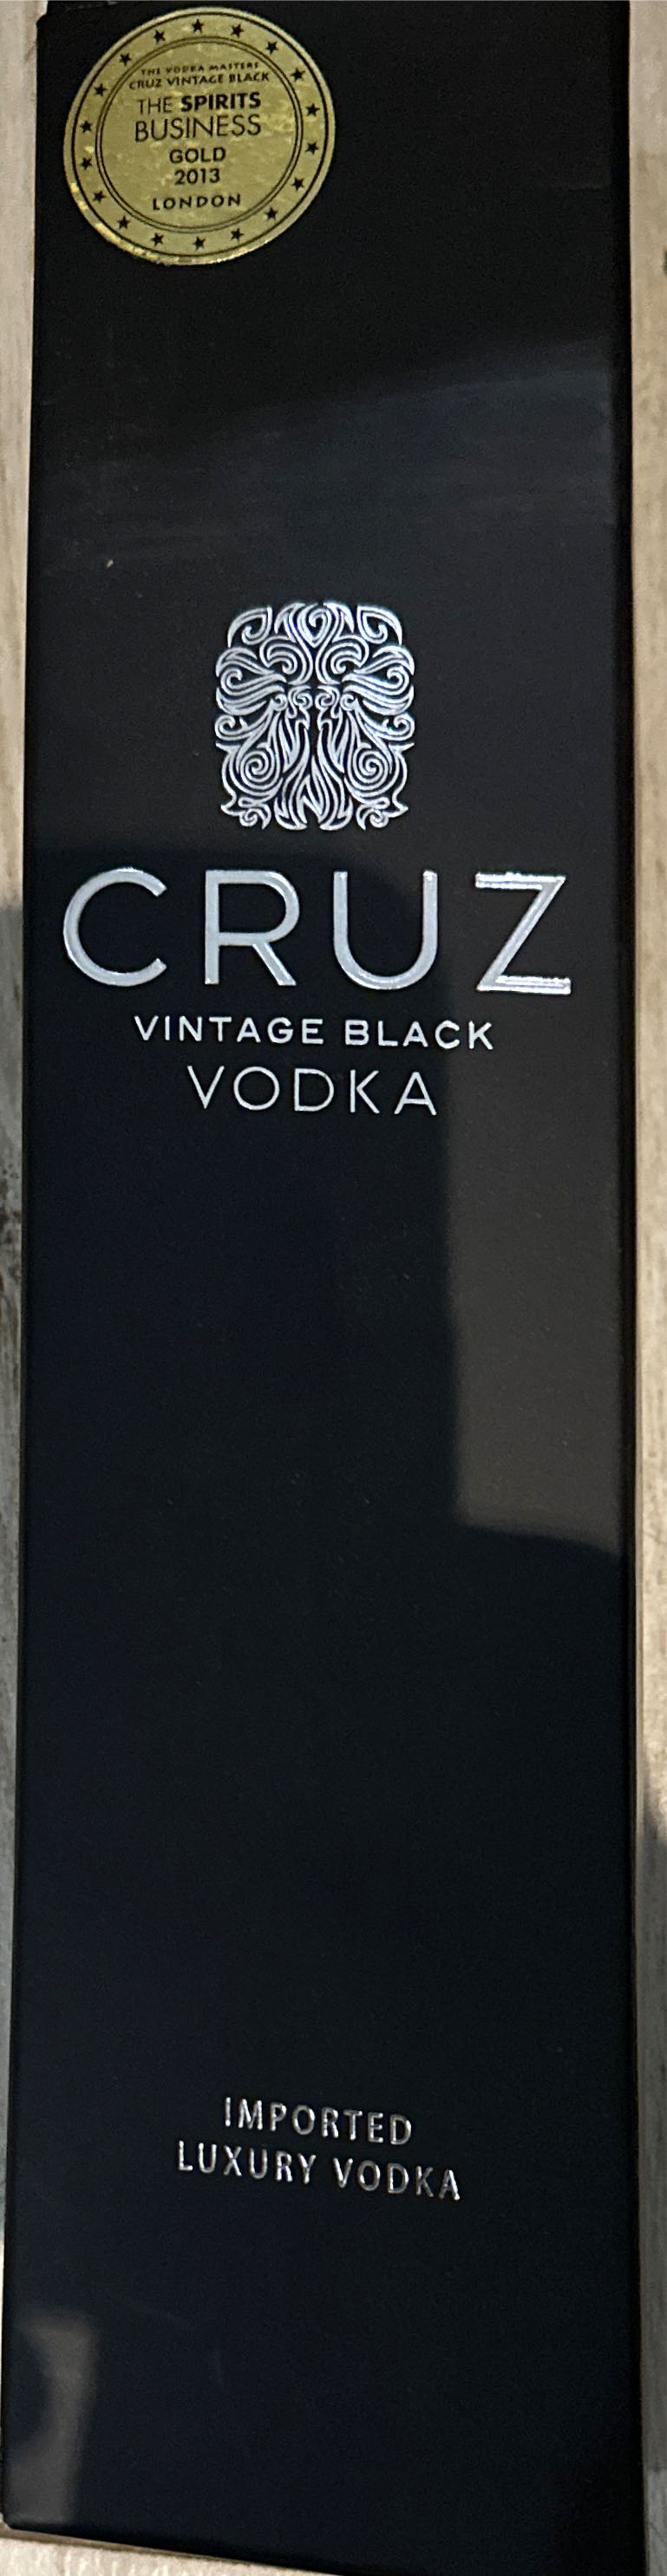 THE VODKA MASTERS
CRUZ VINTAGE BLACK
THE SPIRITS
BUSINESS
GOLD
2013
LONDON
CRUZ
VINTAGE BLACK
VODKA
IMPORTED
LUXURY VODKA